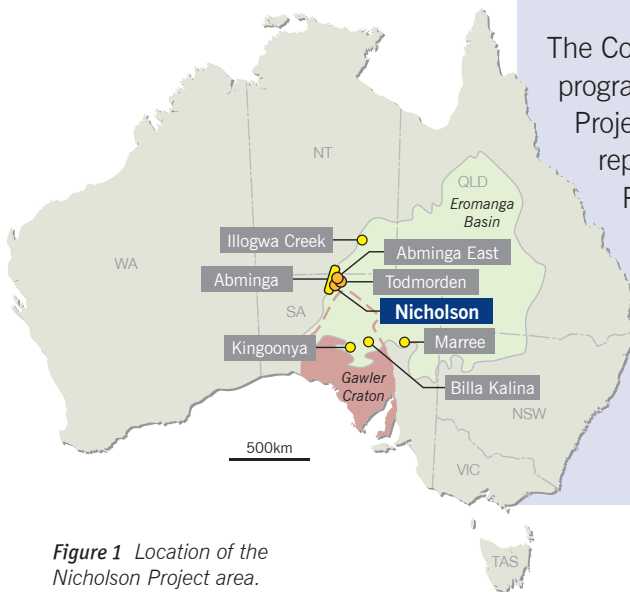 The Co
progra
Proje
rep
NT
QLD
Eromanga
Basin
WA
Illogwa Creek
Abminga East
Abminga
Todmorden
SA
Nicholson
Kingoonya
Marree
Gawler
Craton
Billa Kalina
NSW
500km
VIC
Figure 1 Location of the
Nicholson Project area.
TAS